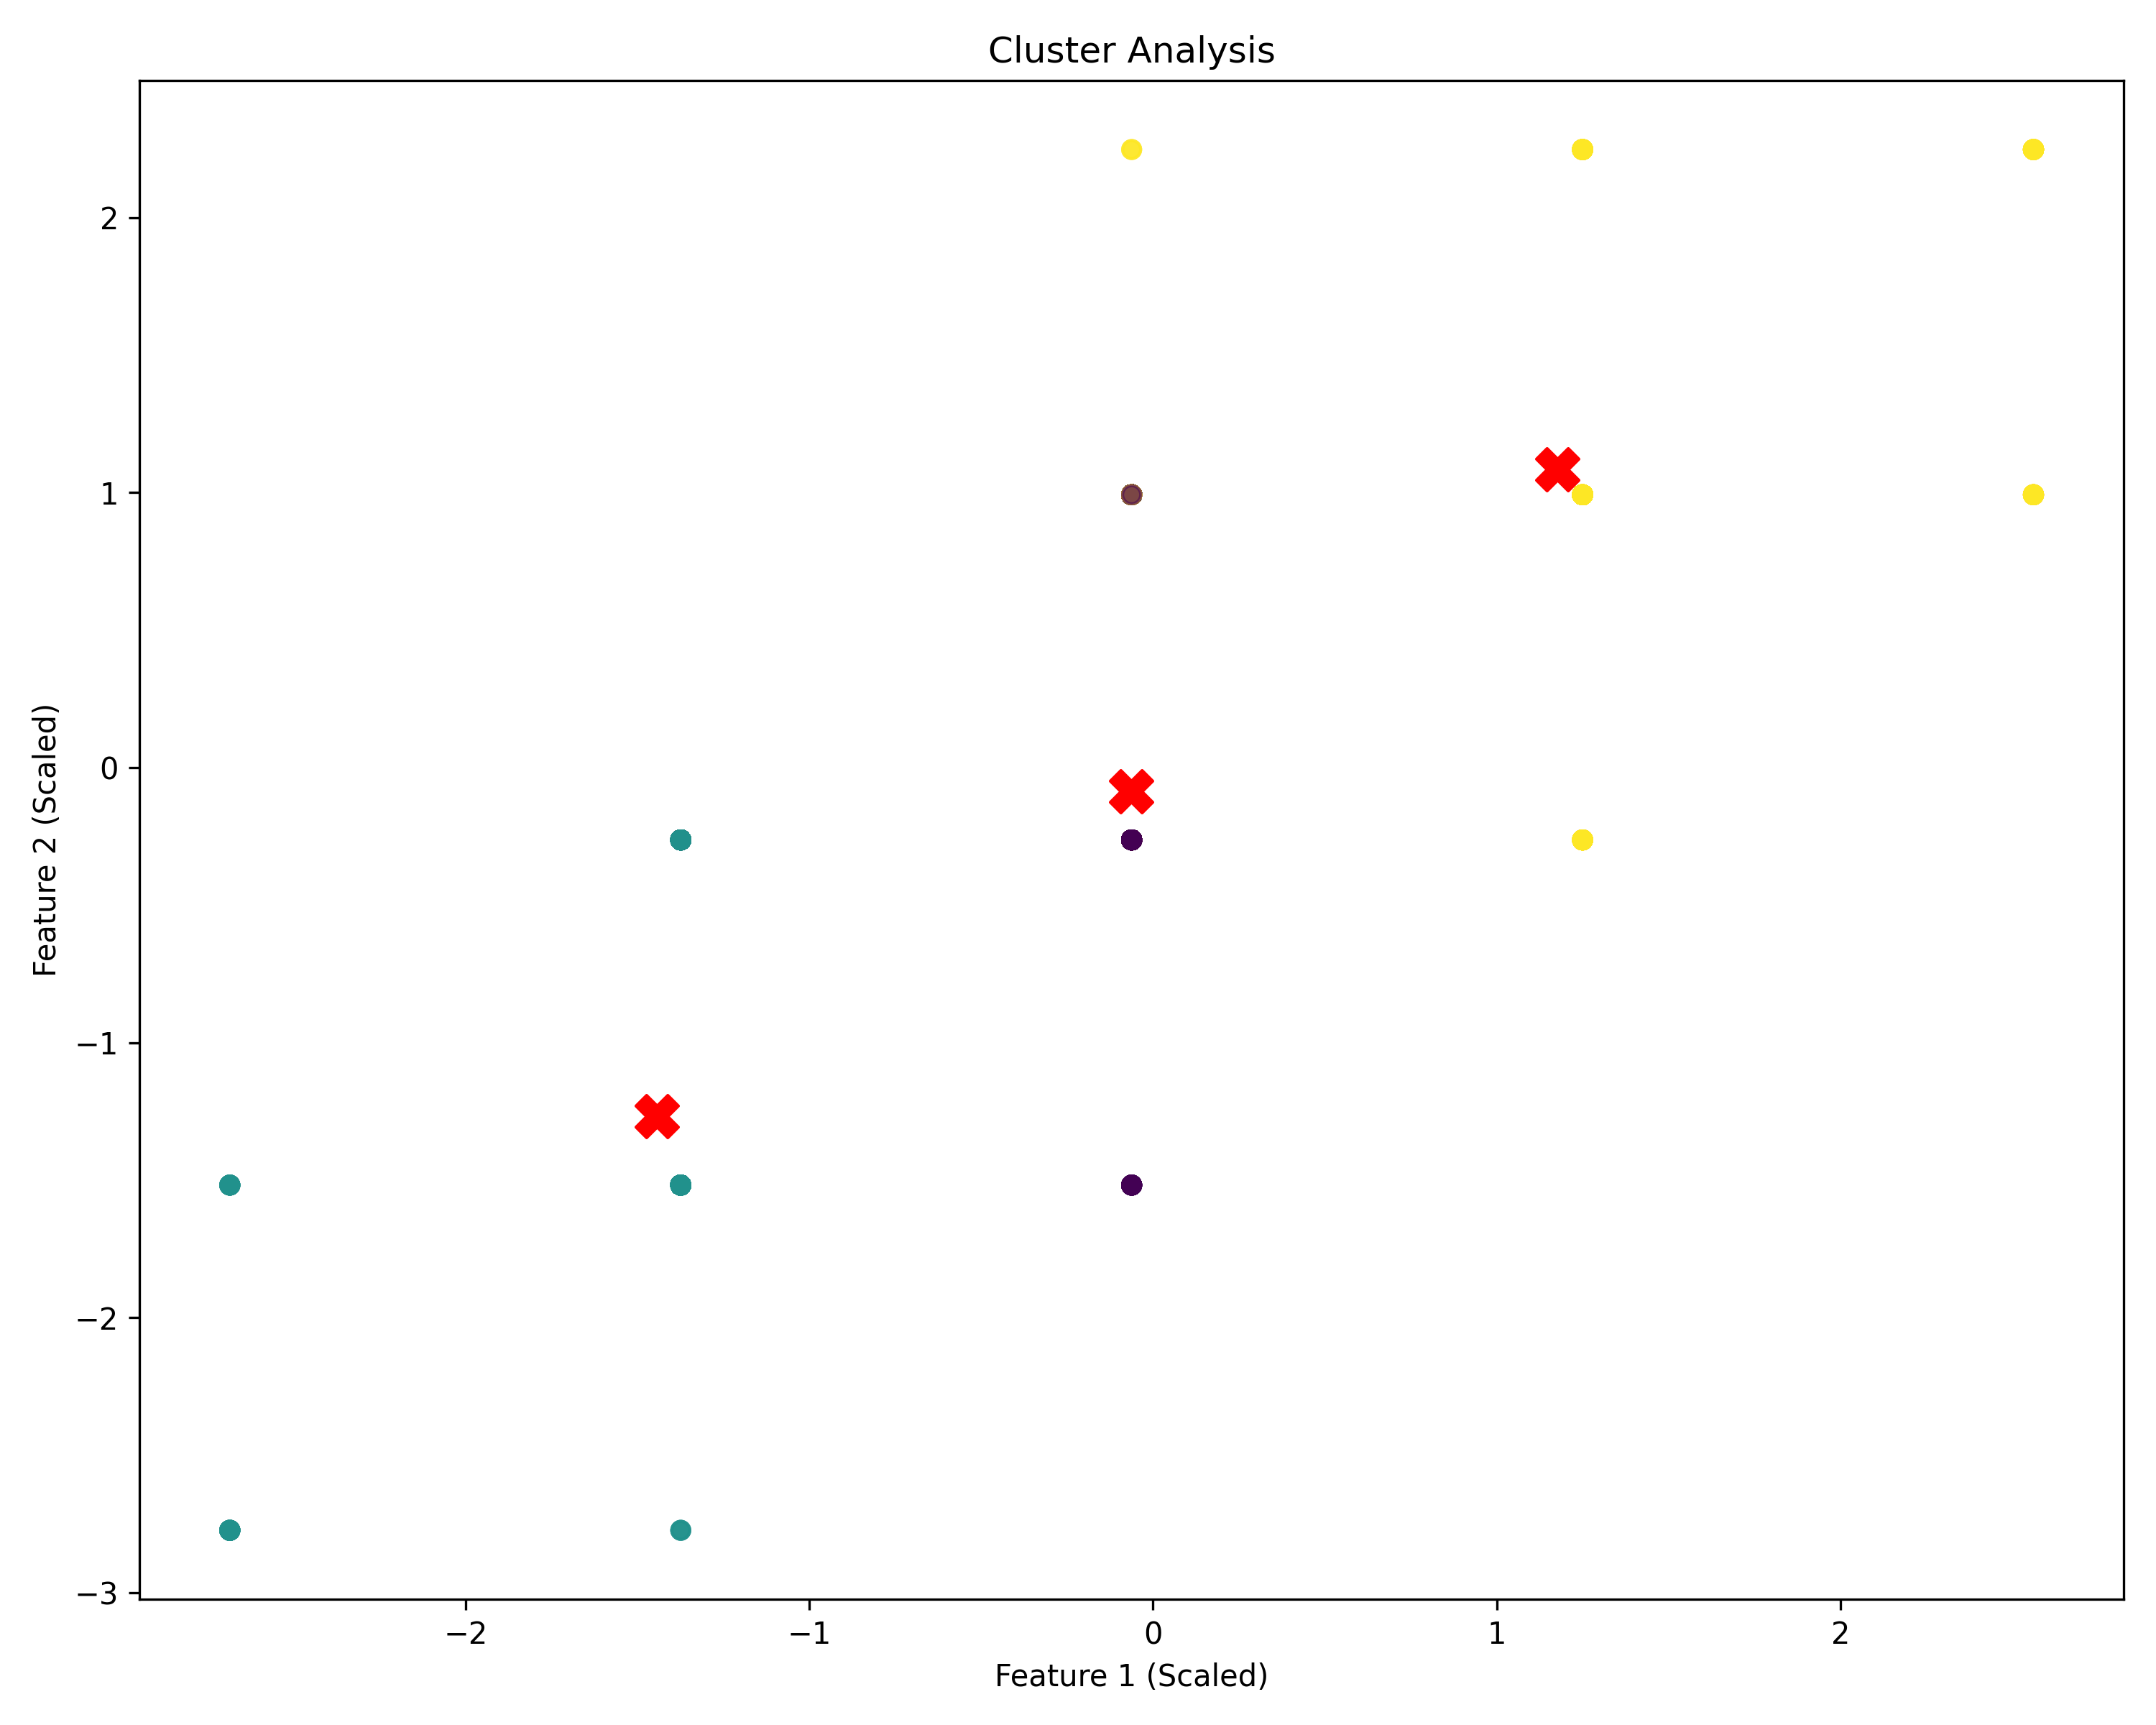 Cluster Analysis
2
1
0
−1
−2
−3
Feature 2 (Scaled)
−2 −1 0 1 2
Feature 1 (Scaled)